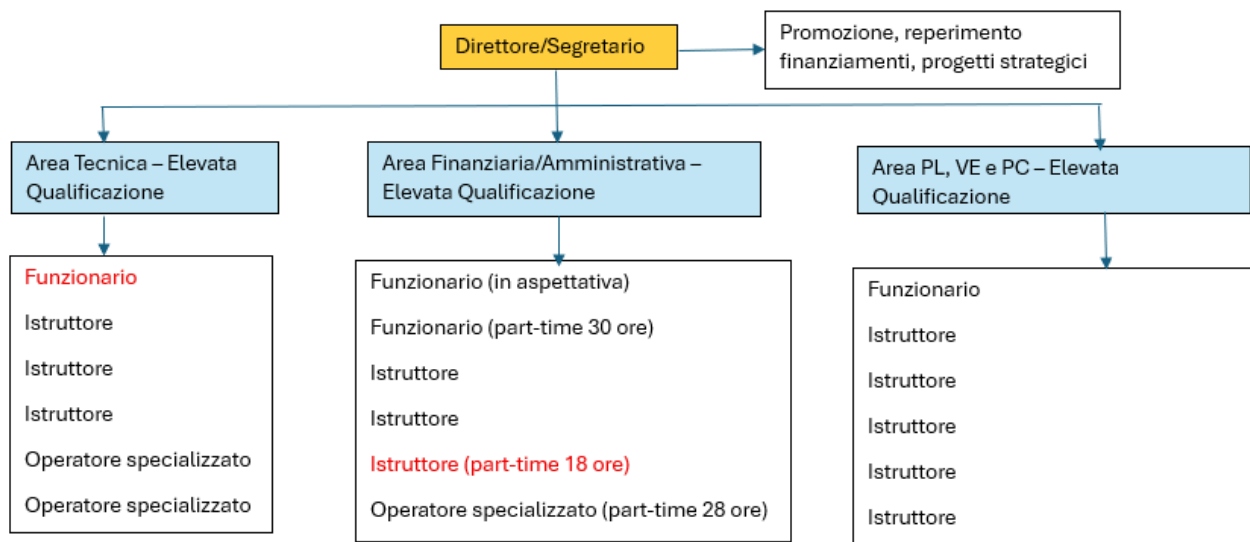 Direttore/Segretario
Promozione, reperimento
finanziamenti, progetti strategici
Area Tecnica – Elevata
Qualificazione
Area Finanziaria/Amministrativa –
Elevata Qualificazione
Area PL, VE e PC – Elevata
Qualificazione
Funzionario
Istruttore
Istruttore
Istruttore
Operatore specializzato
Operatore specializzato
Funzionario (in aspettativa)
Funzionario (part-time 30 ore)
Istruttore
Istruttore
Istruttore (part-time 18 ore)
Operatore specializzato (part-time 28 ore)
Funzionario
Istruttore
Istruttore
Istruttore
Istruttore
Istruttore